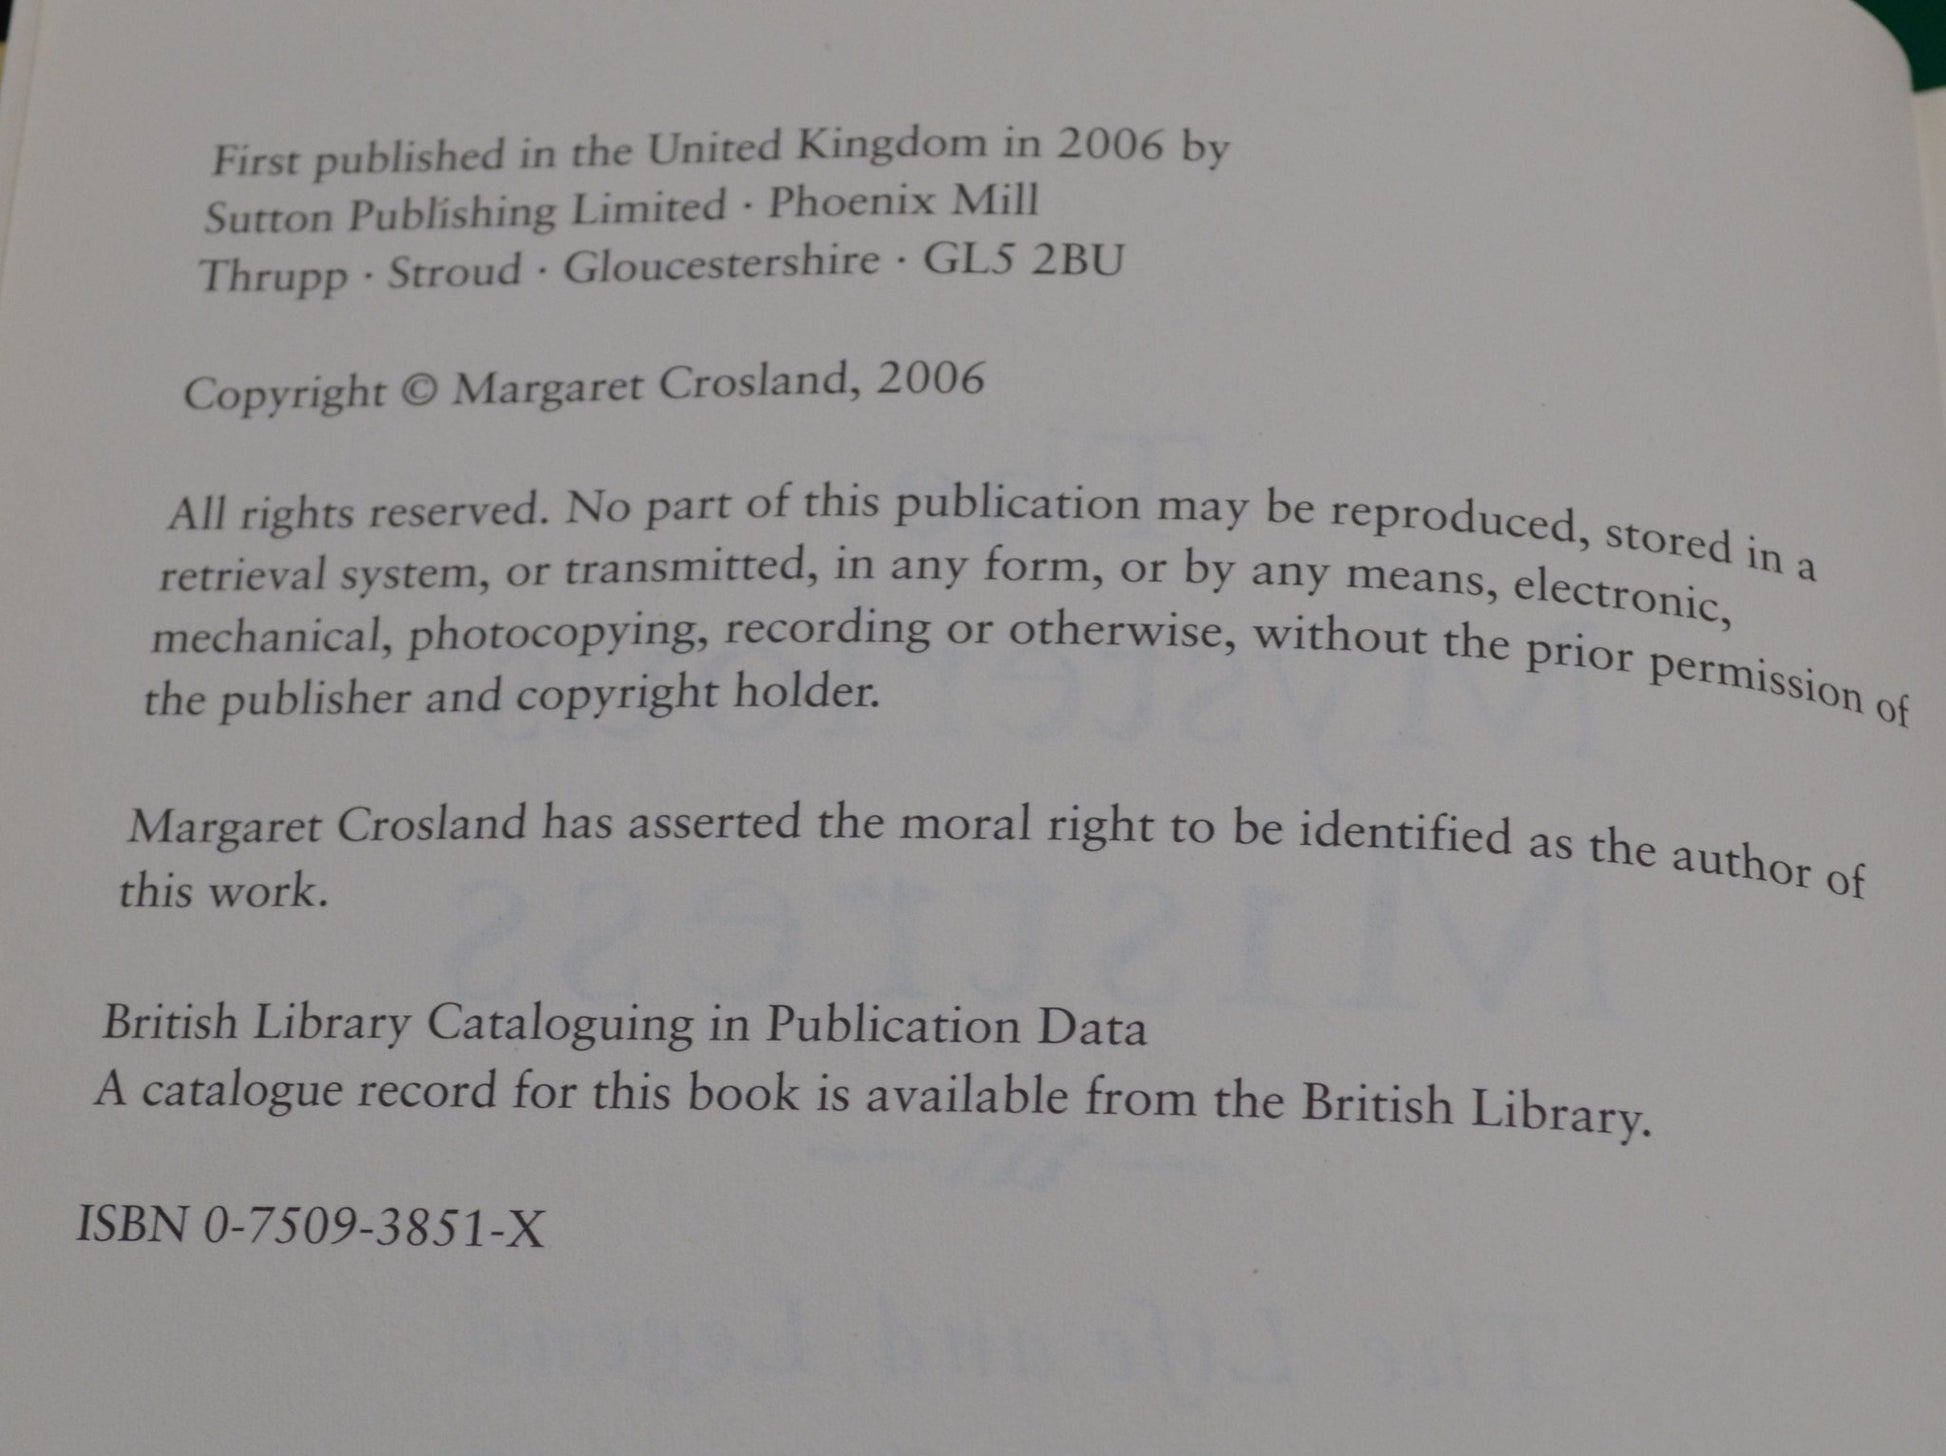 First published in the United Kingdom in 2006 by
Sutton Publishing Limited · Phoenix Mill
Thrupp · Stroud · Gloucestershire · GL5 2BU
Copyright © Margaret Crosland, 2006
All rights reserved. No part of this publication may be reproduced, stored in a
retrieval system, or transmitted, in any form, or by any means, electronic,
mechanical, photocopying, recording or otherwise, without the prior permission of
the publisher and copyright holder.
Margaret Crosland has asserted the moral right to be identified as the author of
this work.
British Library Cataloguing in Publication Data
A catalogue record for this book is available from the British Library.
ISBN 0-7509-3851-X